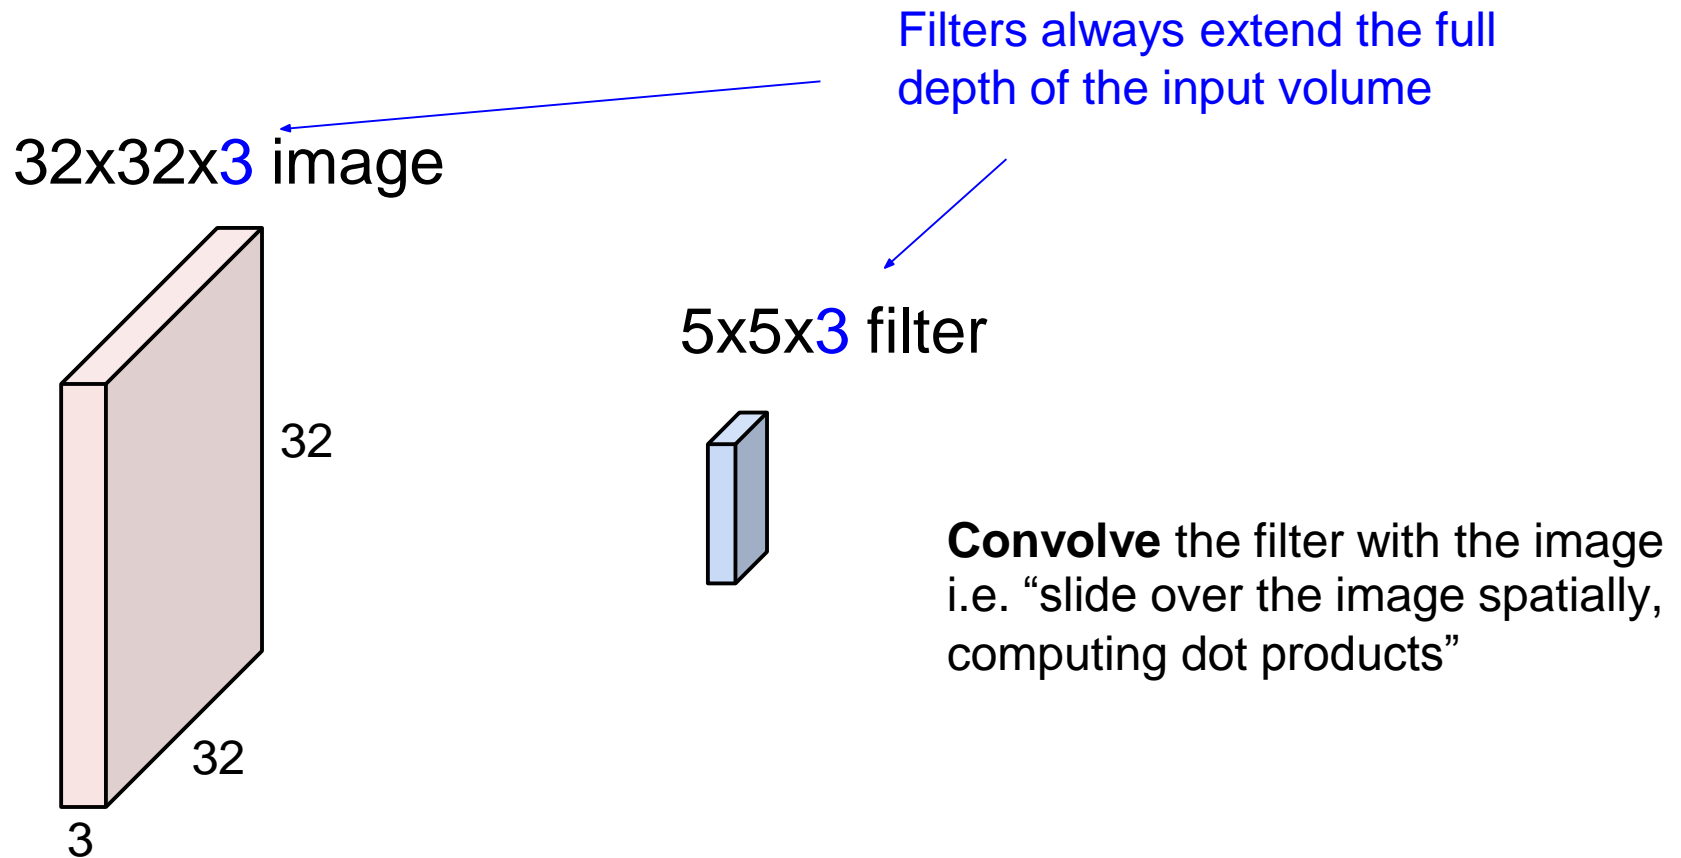 Filters always extend the full
depth of the input volume
32x32x3 image
5x5x3 filter
32
32
3
Convolve the filter with the image
i.e. “slide over the image spatially,
computing dot products”